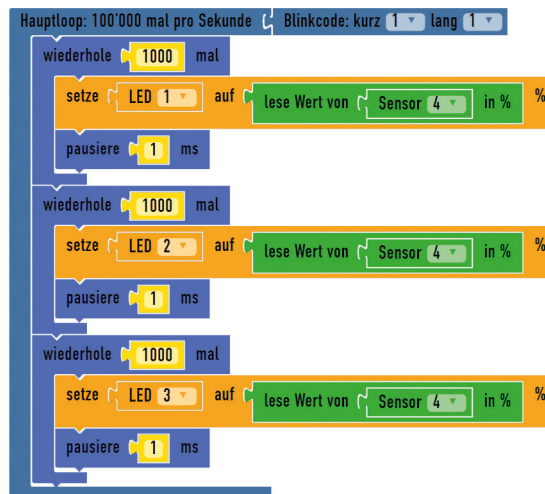 Hauptloop: 100'000 mal pro Sekunde Blinkcode: kurz 1 lang 1
wiederhole 1000 mal
setze LED 1 auf lese Wert von Sensor 4 in % %
pausiere 1 ms
wiederhole 1000 mal
setze LED 2 auf lese Wert von Sensor 4 in % %
pausiere 1 ms
wiederhole 1000 mal
setze LED 3 auf lese Wert von Sensor 4 in % %
pausiere 1 ms